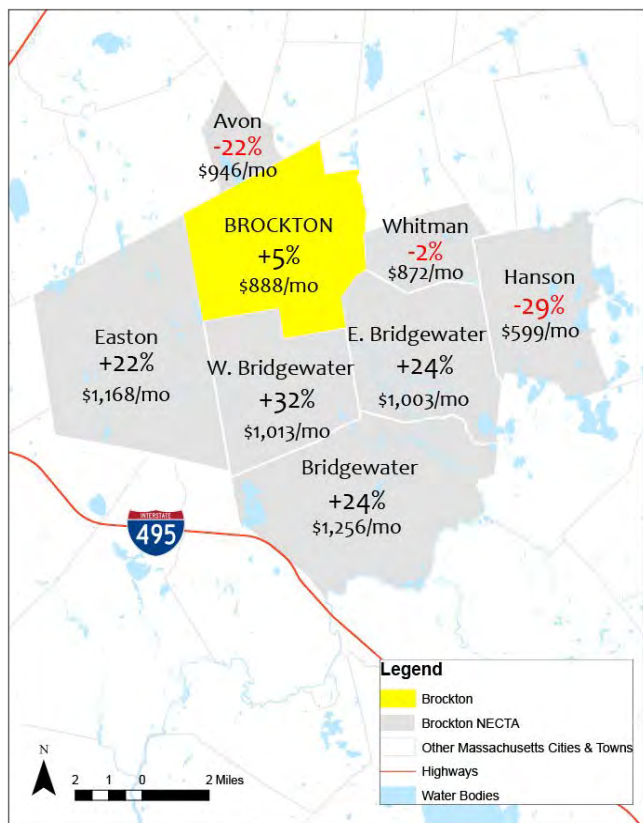 Avon
-22%
$946/mo
BROCKTON
+5%
$888/mo
Whitman
-2%
$872/mo
Hanson
-29%
$599/mo
Easton
+22%
$1,168/mo
W. Bridgewater
+32%
$1,013/mo
E. Bridgewater
+24%
$1,003/mo
Bridgewater
+24%
$1,256/mo
INTERSTATE
495
Legend
Brockton
Brockton NECTA
Other Massachusetts Cities & Towns
Highways
Water Bodies
N
2 1 0 2 Miles